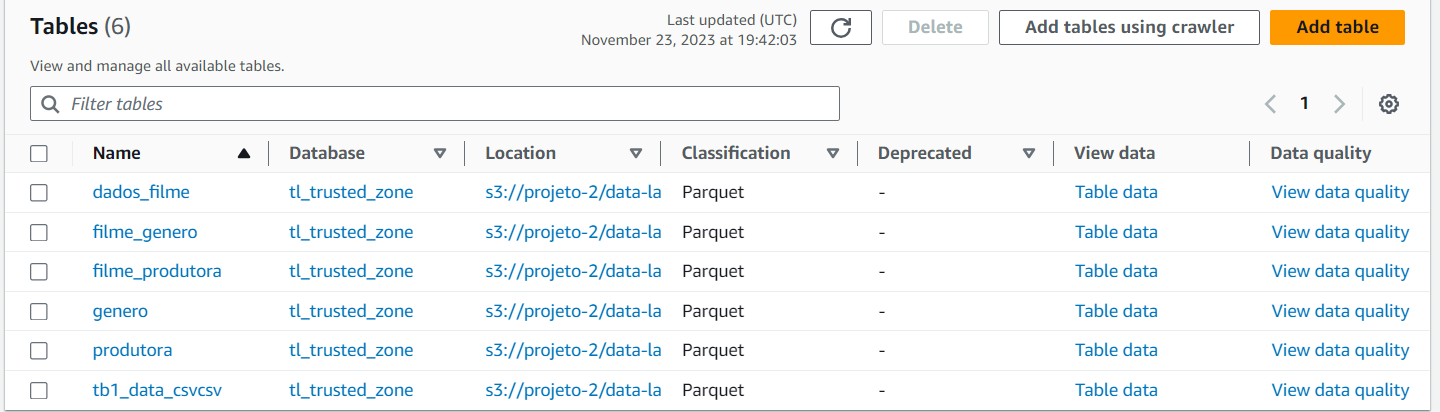 Tables (6)
Last updated (UTC)
November 23, 2023 at 19:42:03
Delete
Add tables using crawler
Add table
View and manage all available tables.
Filter tables
1
Name Database Location Classification Deprecated View data Data quality
dados_filme tl_trusted_zone s3://projeto-2/data-la Parquet - Table data View data quality
filme_genero tl_trusted_zone s3://projeto-2/data-la Parquet - Table data View data quality
filme_produtora tl_trusted_zone s3://projeto-2/data-la Parquet - Table data View data quality
genero tl_trusted_zone s3://projeto-2/data-la Parquet - Table data View data quality
produtora tl_trusted_zone s3://projeto-2/data-la Parquet - Table data View data quality
tb1_data_csvcsv tl_trusted_zone s3://projeto-2/data-la Parquet - Table data View data quality